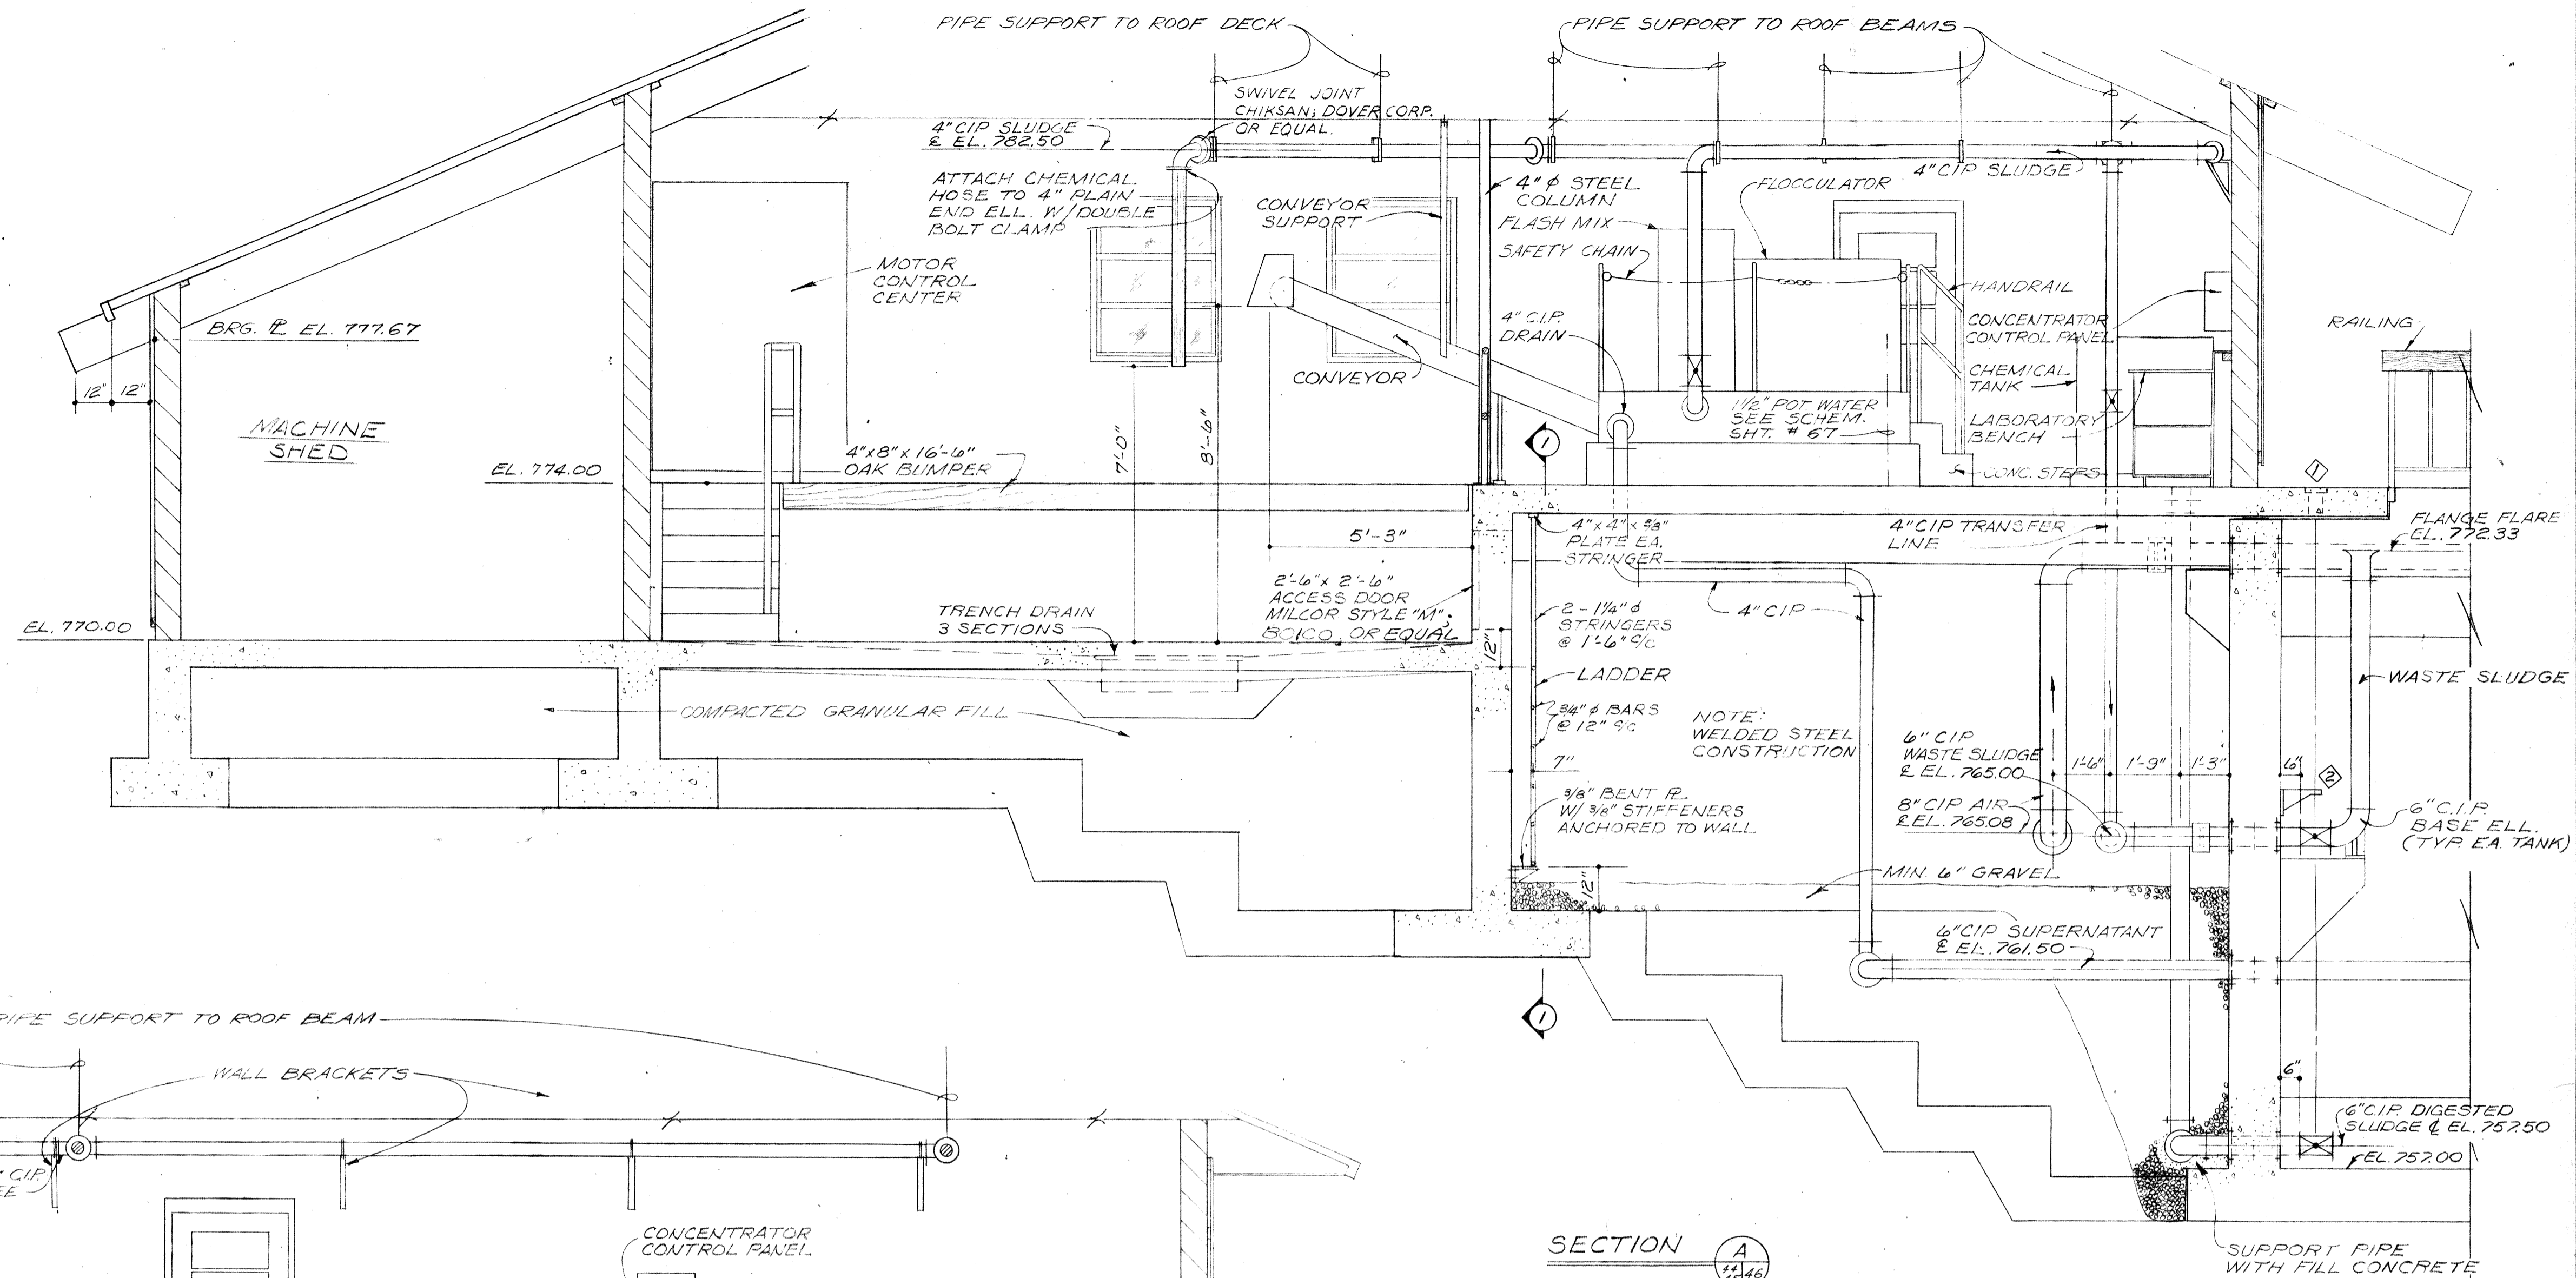 PIPE SUPPORT TO ROOF DECK
PIPE SUPPORT TO ROOF BEAMS
SWIVEL JOINT
CHIKSAN; DOVER CORP.
OR EQUAL.
4" CIP SLUDGE
℄ EL. 782.50
ATTACH CHEMICAL
HOSE TO 4" PLAIN
END ELL. W/DOUBLE
BOLT CLAMP
CONVEYOR
SUPPORT
4" ϕ STEEL
COLUMN
FLASH MIX
SAFETY CHAIN
FLOCCULATOR
4" CIP SLUDGE
MOTOR
CONTROL
CENTER
HANDRAIL
CONCENTRATOR
CONTROL PANEL
RAILING
BRG. ℄ EL. 777.67
4" C.I.P.
DRAIN
CONVEYOR
CHEMICAL
TANK
12"
12"
MACHINE
SHED
1 1/2" POT. WATER
SEE SCHEM.
SHT. # 67
LABORATORY
BENCH
7'-0"
8'-6"
1
EL. 774.00
4"x8"x16'-6"
OAK BUMPER
CONC. STEPS
1
5'-3"
4"x4"x3/8"
PLATE EA.
STRINGER
4" CIP TRANSFER
LINE
FLANGE FLARE
EL. 772.33
2'-6"x 2'-6"
ACCESS DOOR
MILCOR STYLE "M";
BOICO, OR EQUAL
TRENCH DRAIN
3 SECTIONS
2-1 1/4" ϕ
STRINGERS
@ 1'-6" c/c
4" CIP
EL. 770.00
12"
LADDER
WASTE SLUDGE
COMPACTED GRANULAR FILL
3/4" ϕ BARS
@ 12" c/c
NOTE:
WELDED STEEL
CONSTRUCTION
6" CIP
WASTE SLUDGE
℄ EL. 765.00
7"
1'-6"
1'-9"
1'-3"
6"
2
3/8" BENT PL
W/ 3/8" STIFFENERS
ANCHORED TO WALL
8" CIP AIR
℄ EL. 765.08
6" C.I.P.
BASE ELL.
(TYP. EA. TANK)
12"
MIN. 6" GRAVEL
6" CIP SUPERNATANT
℄ EL. 761.50
1
PIPE SUPPORT TO ROOF BEAM
WALL BRACKETS
6"
6" C.I.P. DIGESTED
SLUDGE ℄ EL. 757.50
EL. 757.00
C.I.P.
CONCENTRATOR
CONTROL PANEL
SECTION
A
44
46
SUPPORT PIPE
WITH FILL CONCRETE